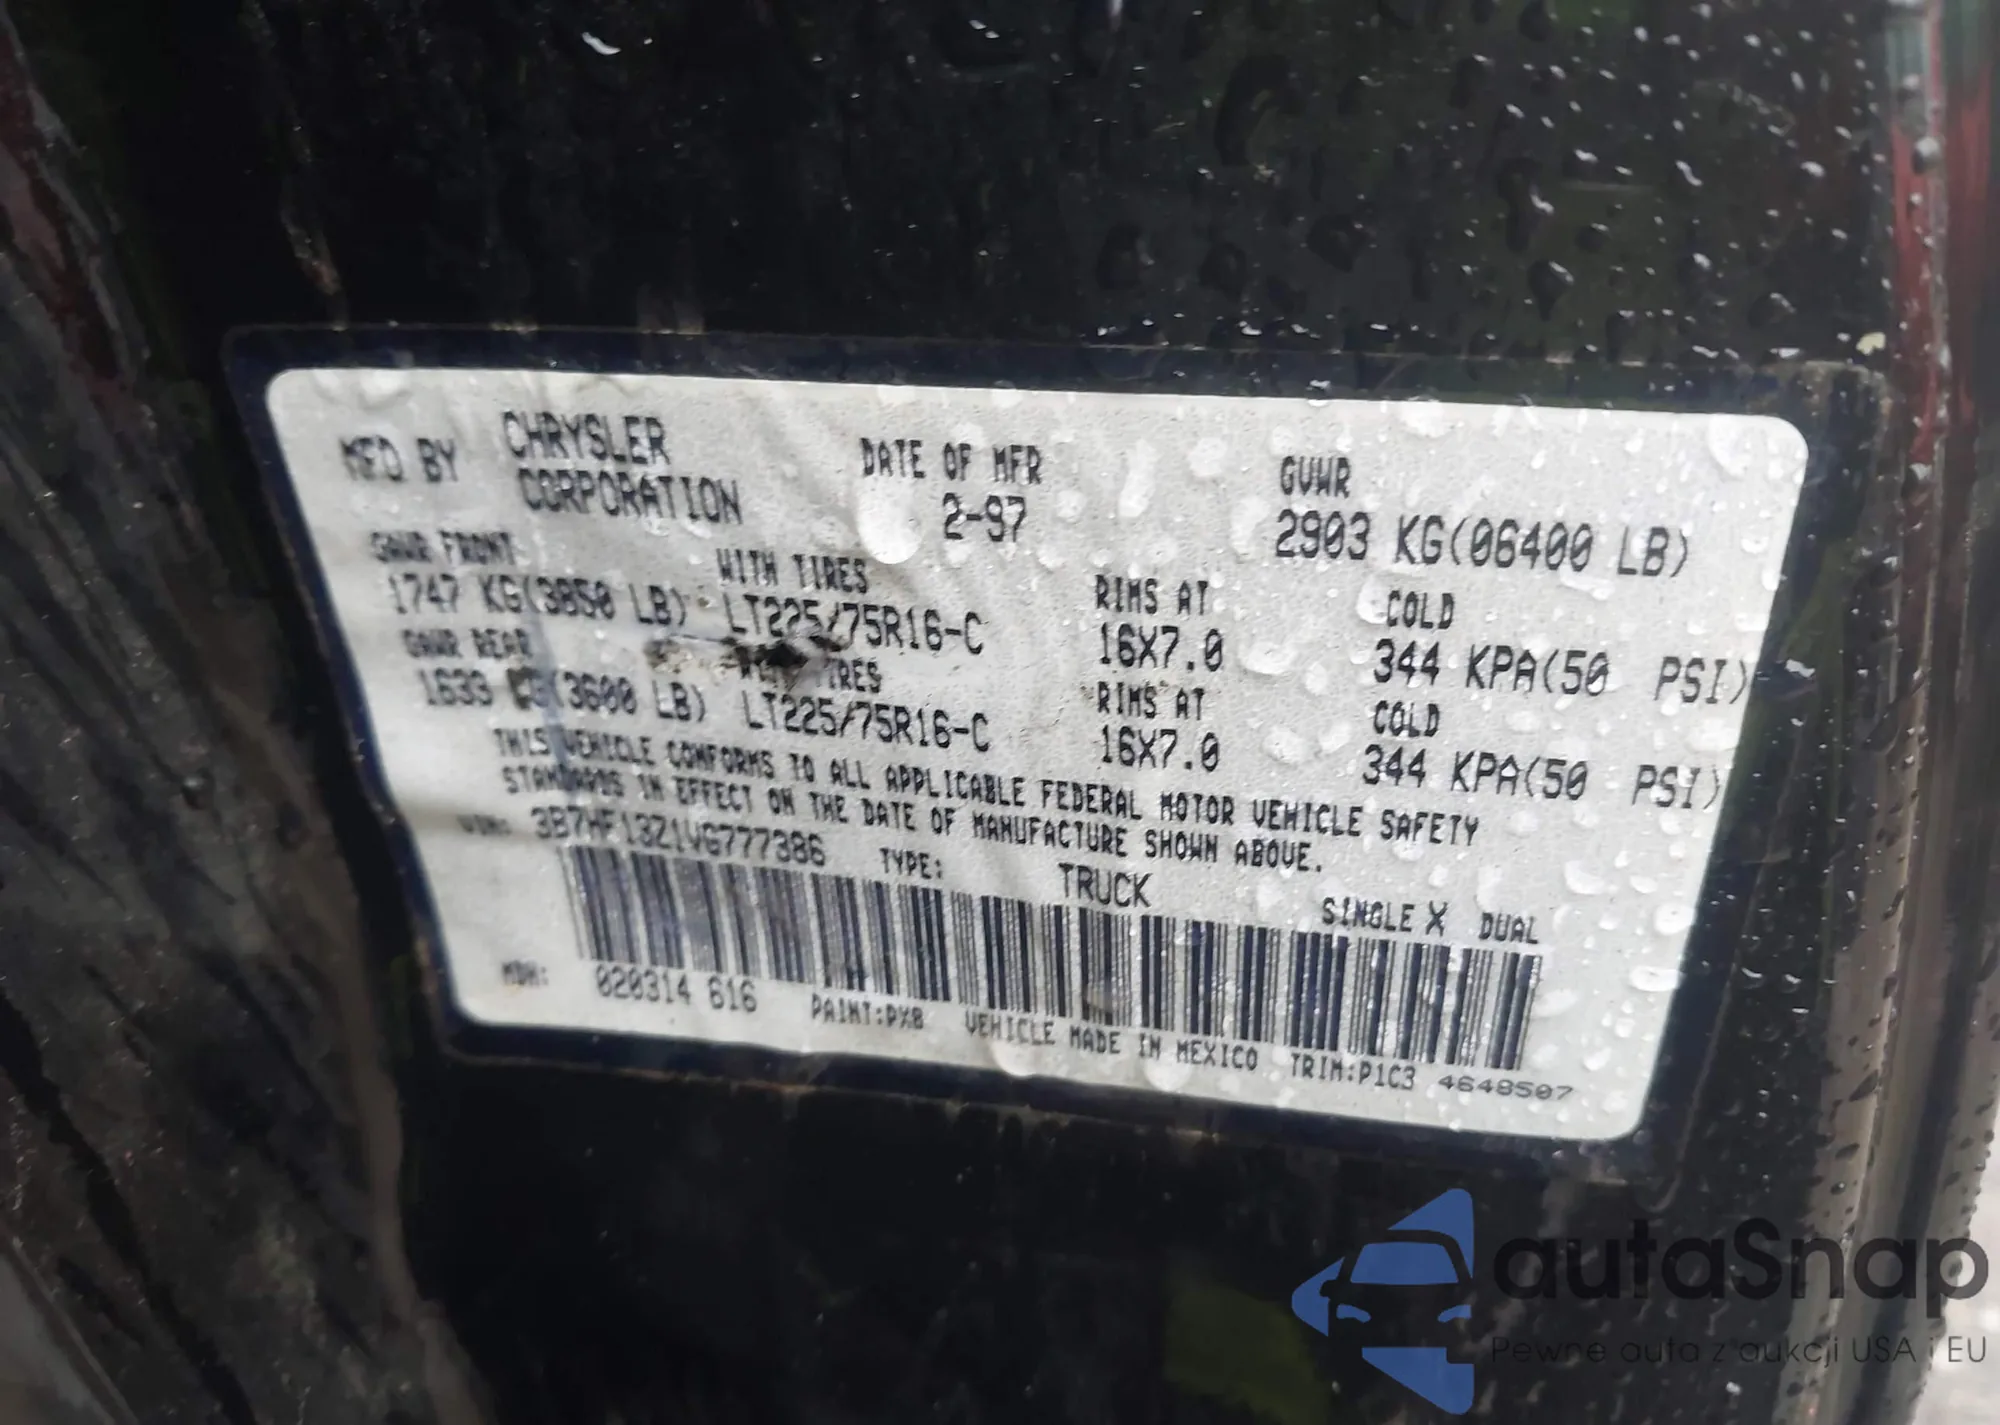 MFD BY CHRYSLER CORPORATION DATE OF MFR 2-97 GVWR 2903 KG(06400 LB)
GAWR FRONT WITH TIRES RIMS AT COLD
1747 KG(3850 LB) LT225/75R16-C 16X7.0 344 KPA(50 PSI)
GAWR REAR WITH TIRES RIMS AT COLD
1633 KG(3600 LB) LT225/75R16-C 16X7.0 344 KPA(50 PSI)
THIS VEHICLE CONFORMS TO ALL APPLICABLE FEDERAL MOTOR VEHICLE SAFETY
STANDARDS IN EFFECT ON THE DATE OF MANUFACTURE SHOWN ABOVE.
VIN: 3B7HF13Z1VG777386 TYPE: TRUCK SINGLE X DUAL
MDH: 020314 616 PAINT:PX8 VEHICLE MADE IN MEXICO TRIM:P1C3 4648507
autaSnap
Pewne auta z aukcji USA i EU